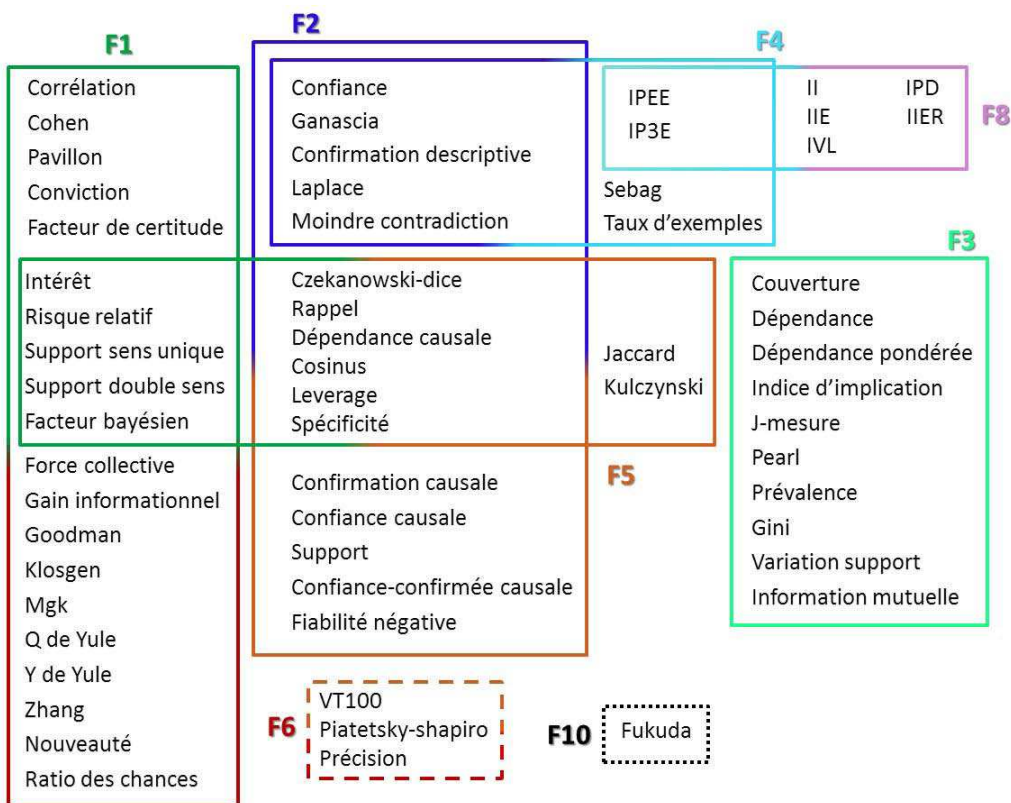 F1
Corrélation
Cohen
Pavillon
Conviction
Facteur de certitude
Intérêt
Risque relatif
Support sens unique
Support double sens
Facteur bayésien
Force collective
Gain informationnel
Goodman
Klosgen
Mgk
Q de Yule
Y de Yule
Zhang
Nouveauté
Ratio des chances
F2
Confiance
Ganascia
Confirmation descriptive
Laplace
Moindre contradiction
Czekanowski-dice
Rappel
Dépendance causale
Cosinus
Leverage
Spécificité
Confirmation causale
Confiance causale
Support
Confiance-confirmée causale
Fiabilité négative
F4
IPEE
IP3E
Sebag
Taux d'exemples
II
IIE
IVL
IPD
IIER
F8
Jaccard
Kulczynski
F5
F3
Couverture
Dépendance
Dépendance pondérée
Indice d'implication
J-mesure
Pearl
Prévalence
Gini
Variation support
Information mutuelle
F6
VT100
Piatetsky-shapiro
Précision
F10
Fukuda